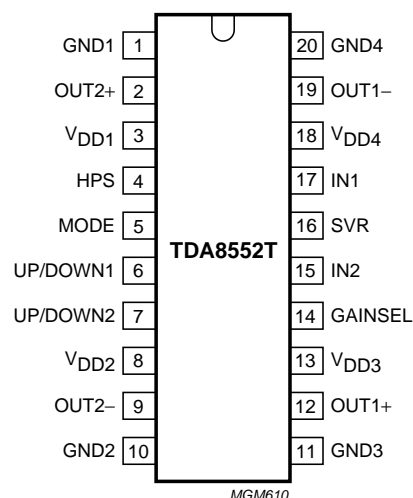 GND1 1
OUT2+ 2
VDD1 3
HPS 4
MODE 5
UP/DOWN1 6
UP/DOWN2 7
VDD2 8
OUT2− 9
GND2 10
TDA8552T
20 GND4
19 OUT1−
18 VDD4
17 IN1
16 SVR
15 IN2
14 GAINSEL
13 VDD3
12 OUT1+
11 GND3
MGM610